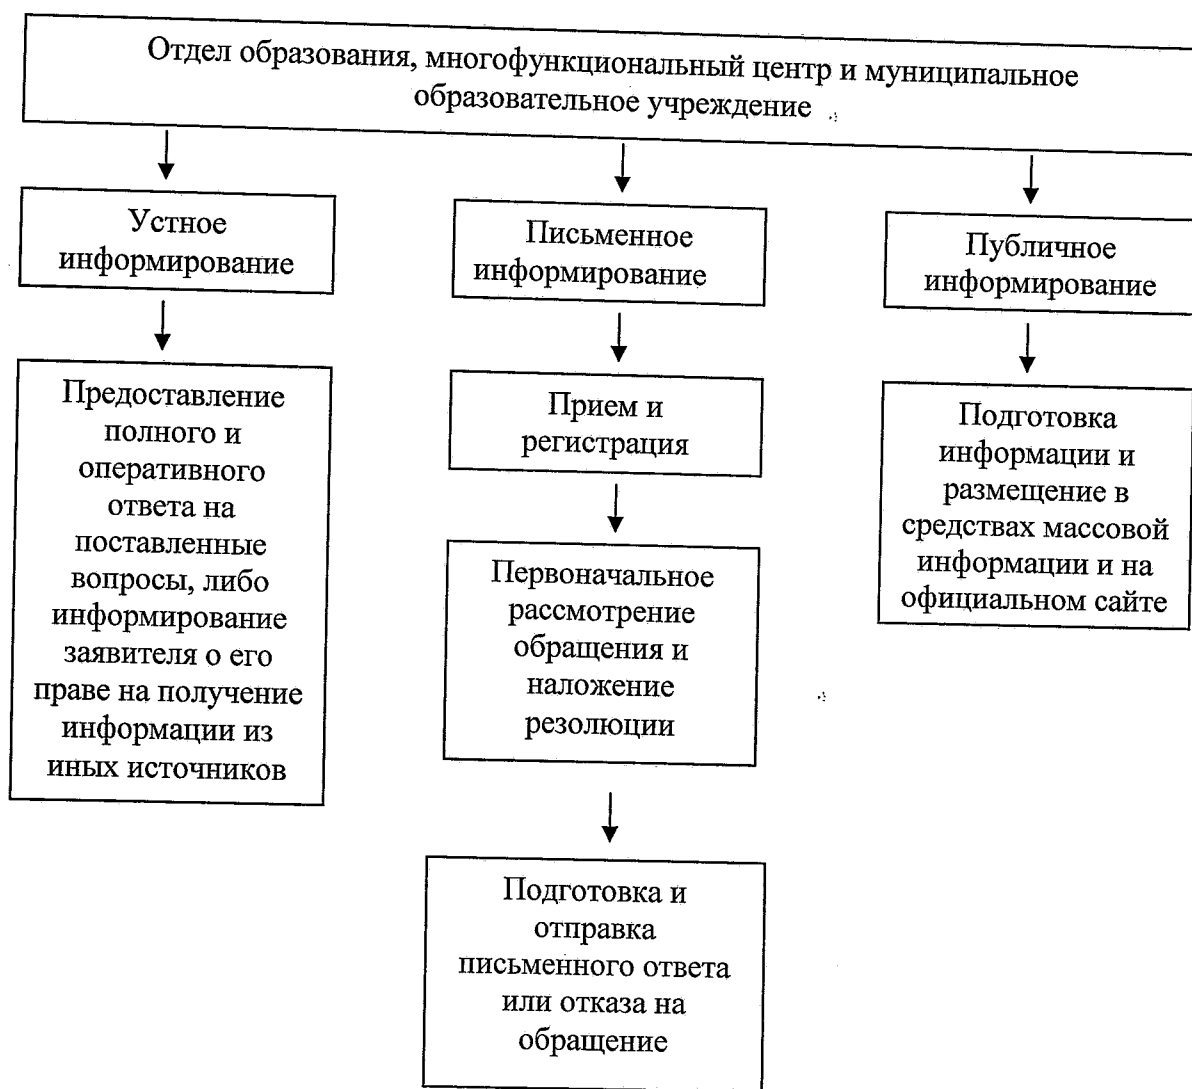 Отдел образования, многофункциональный центр и муниципальное
образовательное учреждение
Устное
информирование
Письменное
информирование
Публичное
информирование
Предоставление
полного и
оперативного
ответа на
поставленные
вопросы, либо
информирование
заявителя о его
праве на получение
информации из
иных источников
Прием и
регистрация
Первоначальное
рассмотрение
обращения и
наложение
резолюции
Подготовка и
отправка
письменного ответа
или отказа на
обращение
Подготовка
информации и
размещение в
средствах массовой
информации и на
официальном сайте